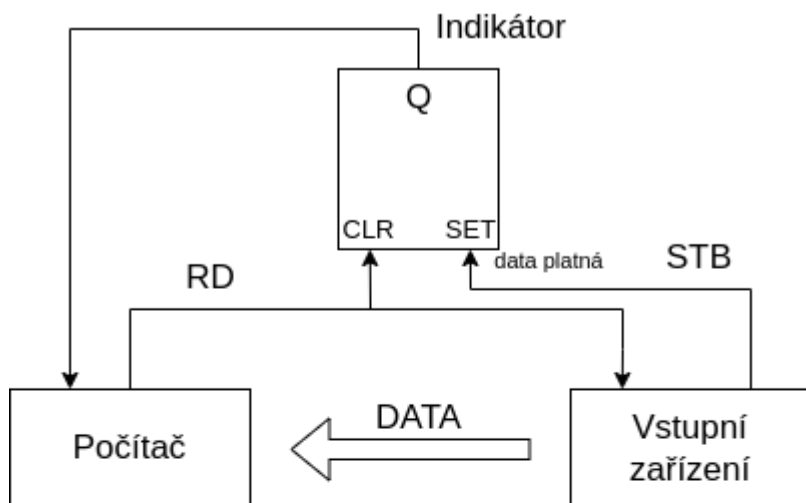 Indikátor
Q
CLR SET
data platná
STB
RD
DATA
Počítač
Vstupní
zařízení